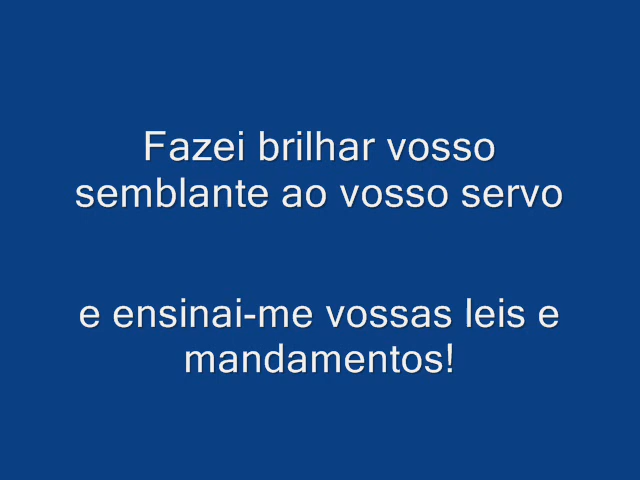 Fazei brilhar vosso
semblante ao vosso servo
e ensinai-me vossas leis e
mandamentos!